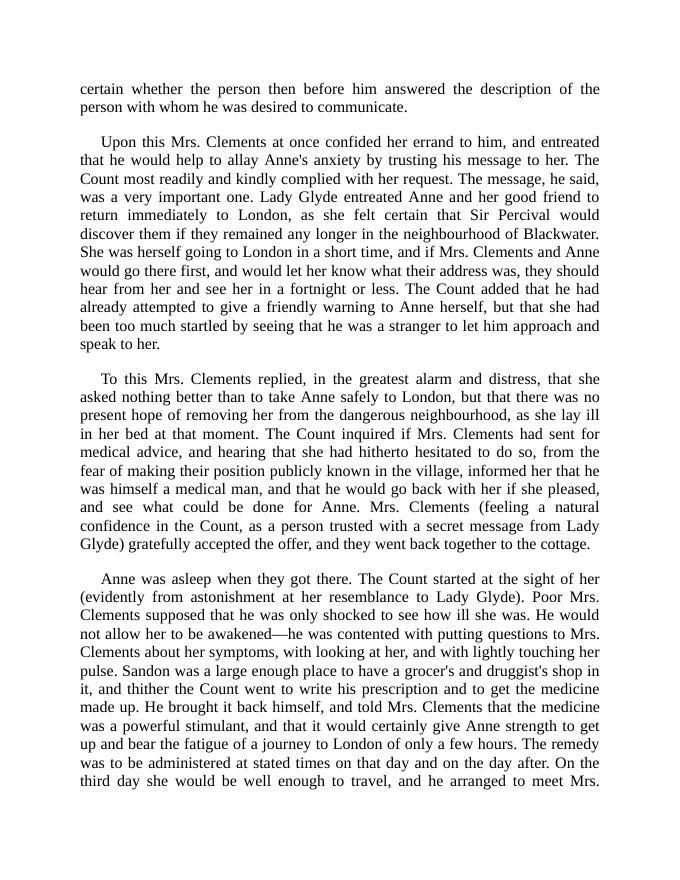 certain whether the person then before him answered the description of the
person with whom he was desired to communicate.
Upon this Mrs. Clements at once confided her errand to him, and entreated
that he would help to allay Anne's anxiety by trusting his message to her. The
Count most readily and kindly complied with her request. The message, he said,
was a very important one. Lady Glyde entreated Anne and her good friend to
return immediately to London, as she felt certain that Sir Percival would
discover them if they remained any longer in the neighbourhood of Blackwater.
She was herself going to London in a short time, and if Mrs. Clements and Anne
would go there first, and would let her know what their address was, they should
hear from her and see her in a fortnight or less. The Count added that he had
already attempted to give a friendly warning to Anne herself, but that she had
been too much startled by seeing that he was a stranger to let him approach and
speak to her.
To this Mrs. Clements replied, in the greatest alarm and distress, that she
asked nothing better than to take Anne safely to London, but that there was no
present hope of removing her from the dangerous neighbourhood, as she lay ill
in her bed at that moment. The Count inquired if Mrs. Clements had sent for
medical advice, and hearing that she had hitherto hesitated to do so, from the
fear of making their position publicly known in the village, informed her that he
was himself a medical man, and that he would go back with her if she pleased,
and see what could be done for Anne. Mrs. Clements (feeling a natural
confidence in the Count, as a person trusted with a secret message from Lady
Glyde) gratefully accepted the offer, and they went back together to the cottage.
Anne was asleep when they got there. The Count started at the sight of her
(evidently from astonishment at her resemblance to Lady Glyde). Poor Mrs.
Clements supposed that he was only shocked to see how ill she was. He would
not allow her to be awakened—he was contented with putting questions to Mrs.
Clements about her symptoms, with looking at her, and with lightly touching her
pulse. Sandon was a large enough place to have a grocer's and druggist's shop in
it, and thither the Count went to write his prescription and to get the medicine
made up. He brought it back himself, and told Mrs. Clements that the medicine
was a powerful stimulant, and that it would certainly give Anne strength to get
up and bear the fatigue of a journey to London of only a few hours. The remedy
was to be administered at stated times on that day and on the day after. On the
third day she would be well enough to travel, and he arranged to meet Mrs.